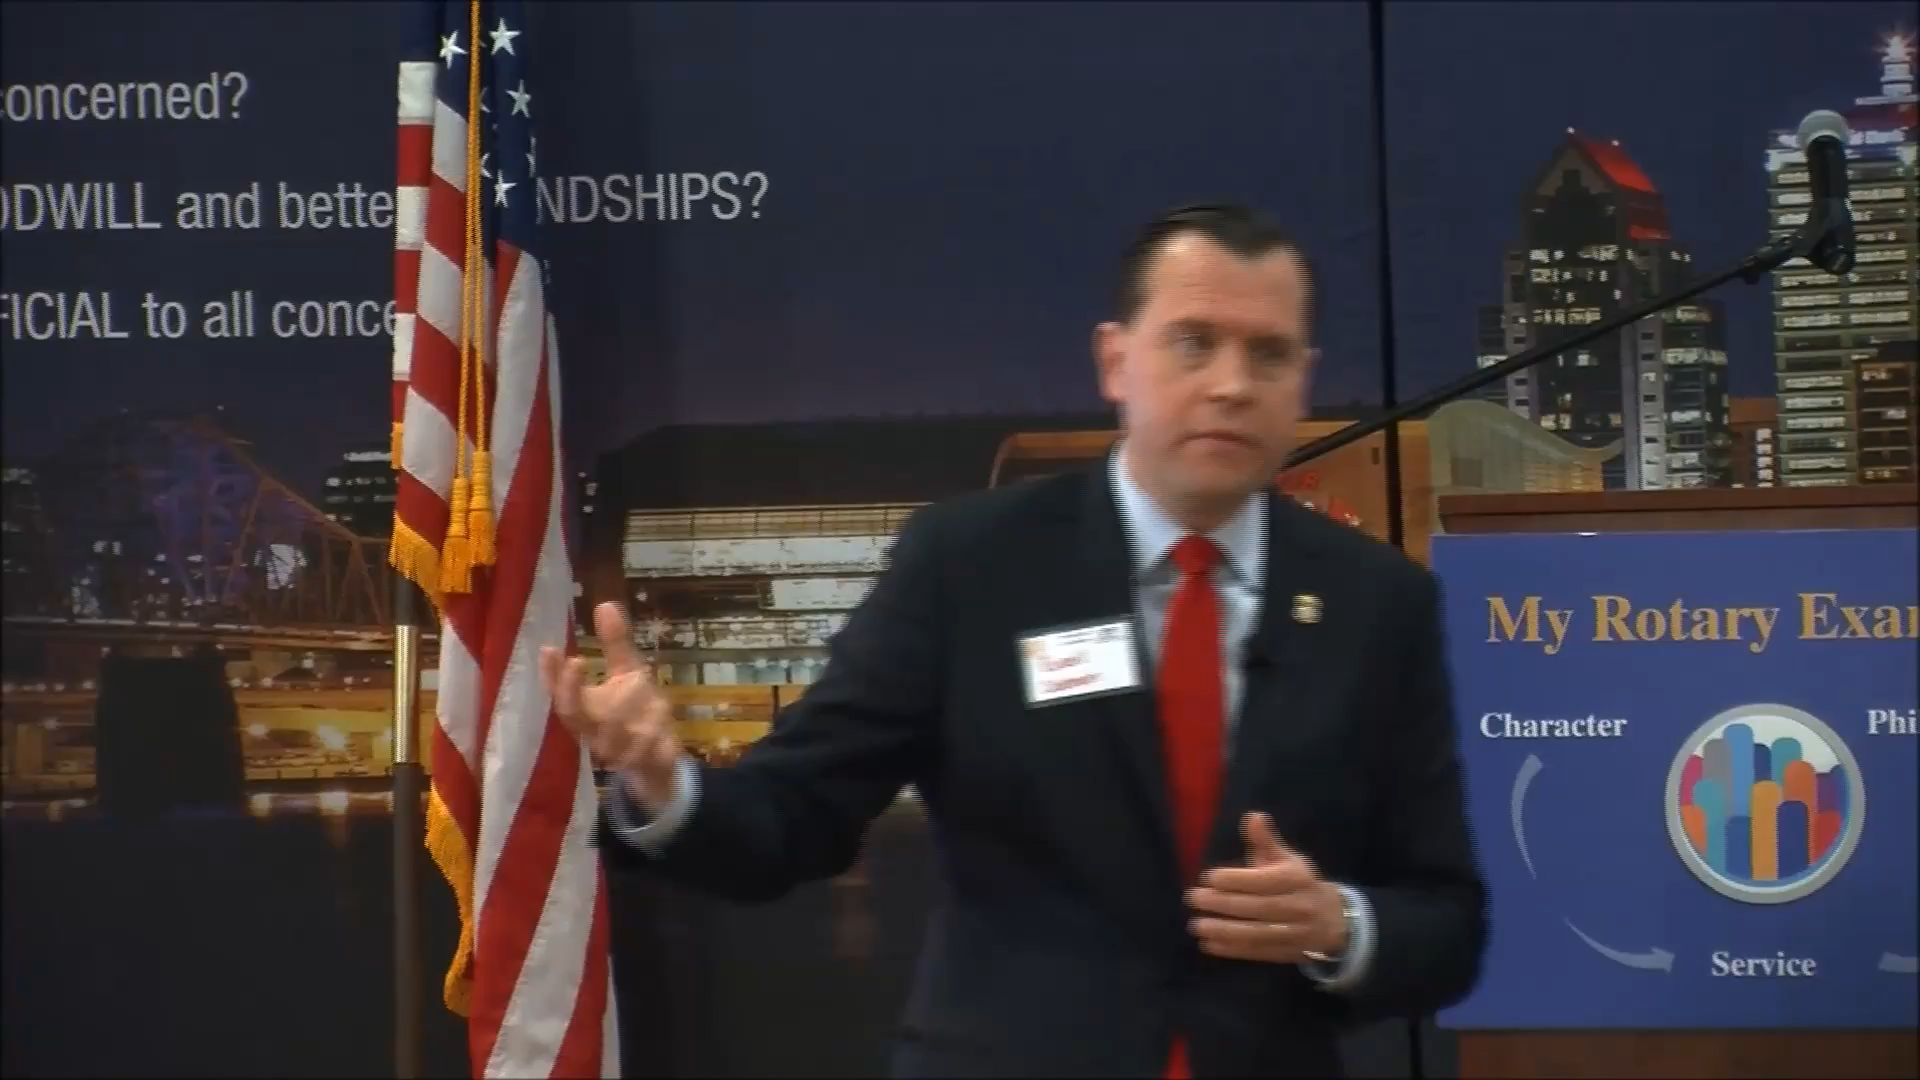 concerned?
ODWILL and bette NDSHIPS?
FICIAL to all conce
My Rotary Exa
Character
Phi
Service